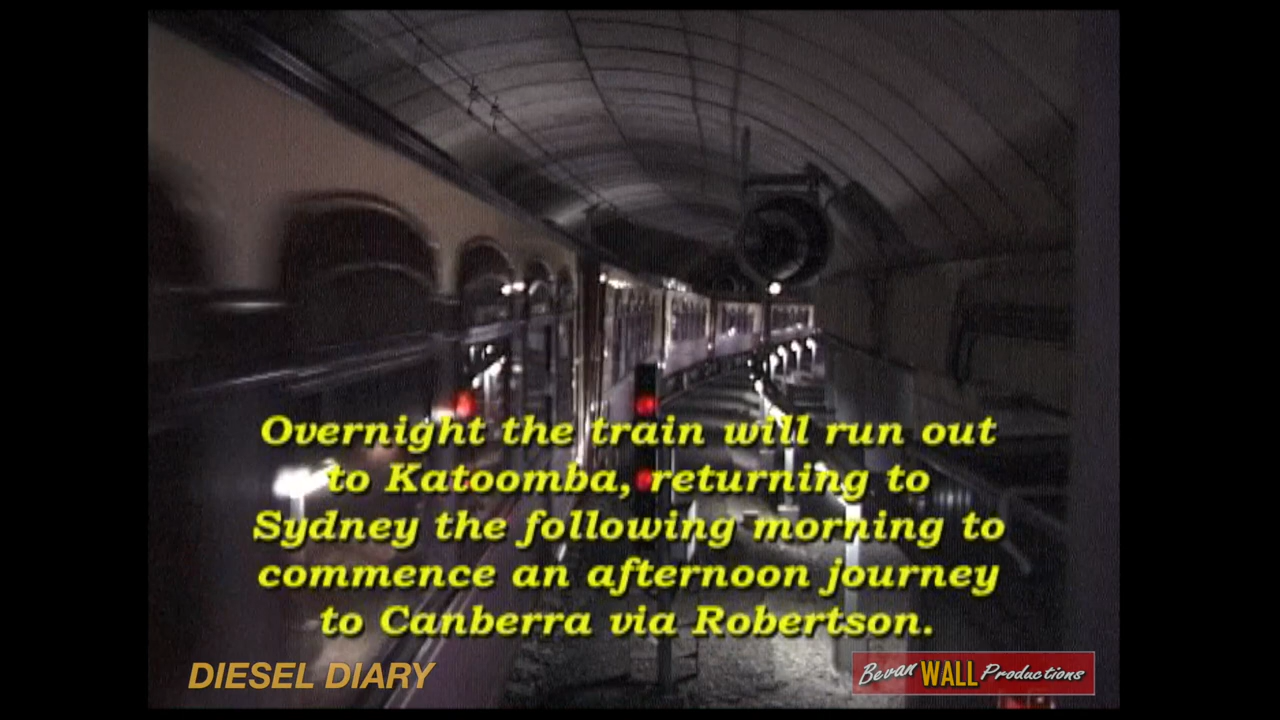 Overnight the train will run out
to Katoomba, returning to
Sydney the following morning to
commence an afternoon journey
to Canberra via Robertson.
DIESEL DIARY
Bevan WALL Productions